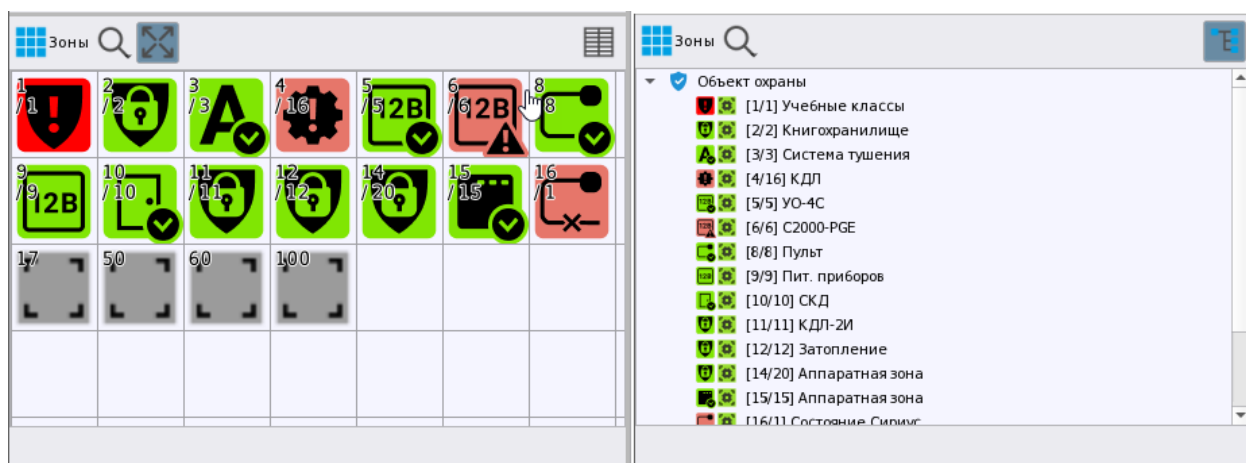 Зоны
1
/ 1
2
/ 2
3
/ 3
4
/ 16
5
/ 5
12В
6
/ 6
12В
8
8
9
/ 9
12В
10
/ 10
11
/ 11
12
/ 12
14
/ 20
15
/ 15
16
/ 1
17
50
60
100
Зоны
Объект охраны
[1/1] Учебные классы
[2/2] Книгохранилище
[3/3] Система тушения
[4/16] КДЛ
[5/5] УО-4С
[6/6] С2000-PGE
[8/8] Пульт
[9/9] Пит. приборов
[10/10] СКД
[11/11] КДЛ-2И
[12/12] Затопление
[14/20] Аппаратная зона
[15/15] Аппаратная зона
[16/1] Состояние Сириус